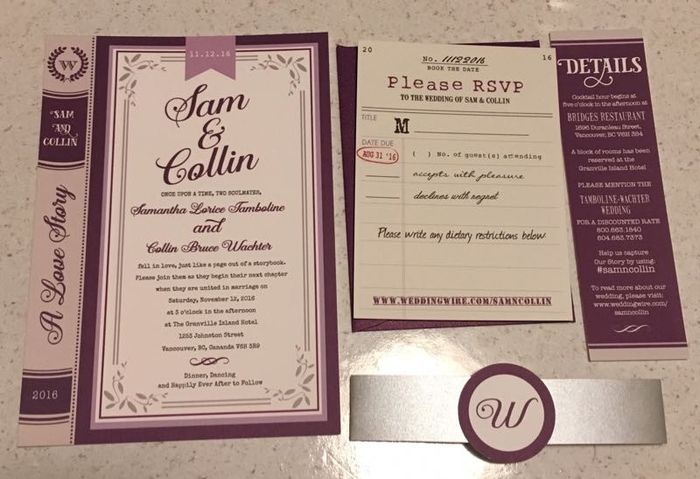 W
SAM
AND
COLLIN
A Love Story
2016
11.12.16
Sam
&
Collin
ONCE UPON A TIME, TWO SOULMATES,
Samantha Lorice Tamboline
and
Collin Bruce Wachter
fell in love, just like a page out of a storybook.
Please join them as they begin their next chapter
when they are united in marriage on
Saturday, November 12, 2016
at 3 o'clock in the afternoon
at The Granville Island Hotel
1253 Johnston Street
Vancouver, BC, Canada V6H 3R9
Dinner, Dancing
and Happily Ever After to Follow
20
16
No. 11122016
BOOK THE DATE
Please RSVP
TO THE WEDDING OF SAM & COLLIN
TITLE
M
DATE DUE
AUG 31 '16
( ) No. of guest(s) attending
accepts with pleasure
declines with regret
Please write any dietary restrictions below
WWW.WEDDINGWIRE.COM/SAMNCOLLIN
DETAILS
Cocktail hour begins at
five o'clock in the afternoon at
BRIDGES RESTAURANT
1696 Duranleau Street,
Vancouver, BC V6H 3S4
A block of rooms has been
reserved at the
Granville Island Hotel
PLEASE MENTION THE
TAMBOLINE-WACHTER
WEDDING
FOR A DISCOUNTED RATE
800.663.1840
604.683.7373
Help us capture
Our Story by using:
#samncollin
To read more about our
wedding, please visit:
www.weddingwire.com/
samncollin
W